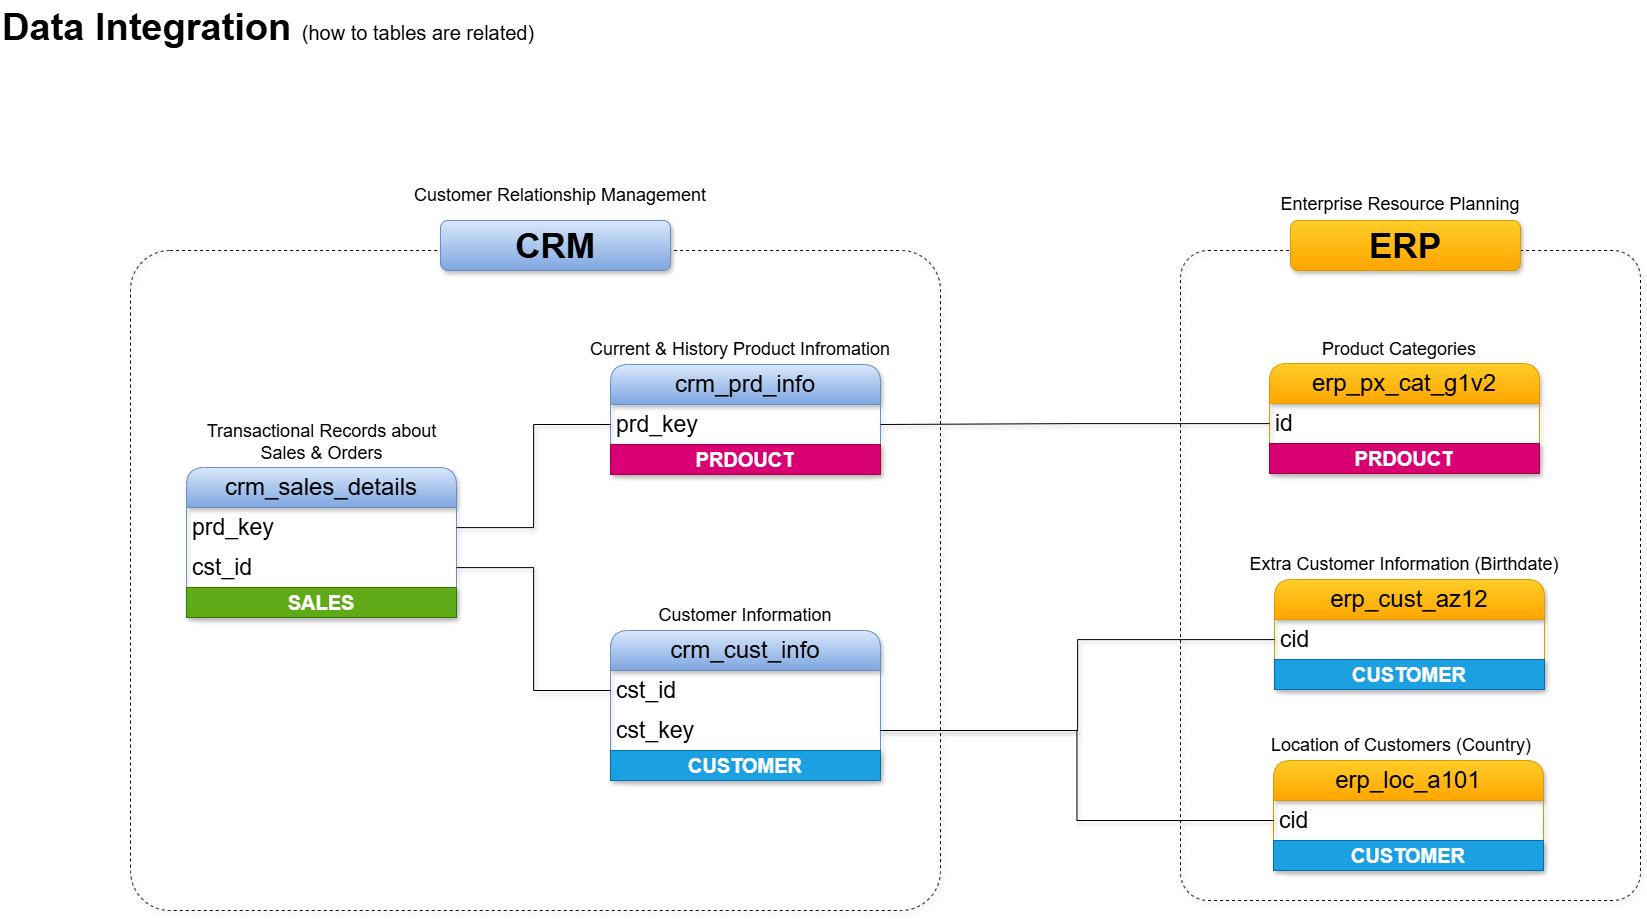 Data Integration (how to tables are related)
Customer Relationship Management
CRM
Enterprise Resource Planning
ERP
Transactional Records about
Sales & Orders
crm_sales_details
prd_key
cst_id
SALES
Current & History Product Infromation
crm_prd_info
prd_key
PRDOUCT
Customer Information
crm_cust_info
cst_id
cst_key
CUSTOMER
Product Categories
erp_px_cat_g1v2
id
PRDOUCT
Extra Customer Information (Birthdate)
erp_cust_az12
cid
CUSTOMER
Location of Customers (Country)
erp_loc_a101
cid
CUSTOMER